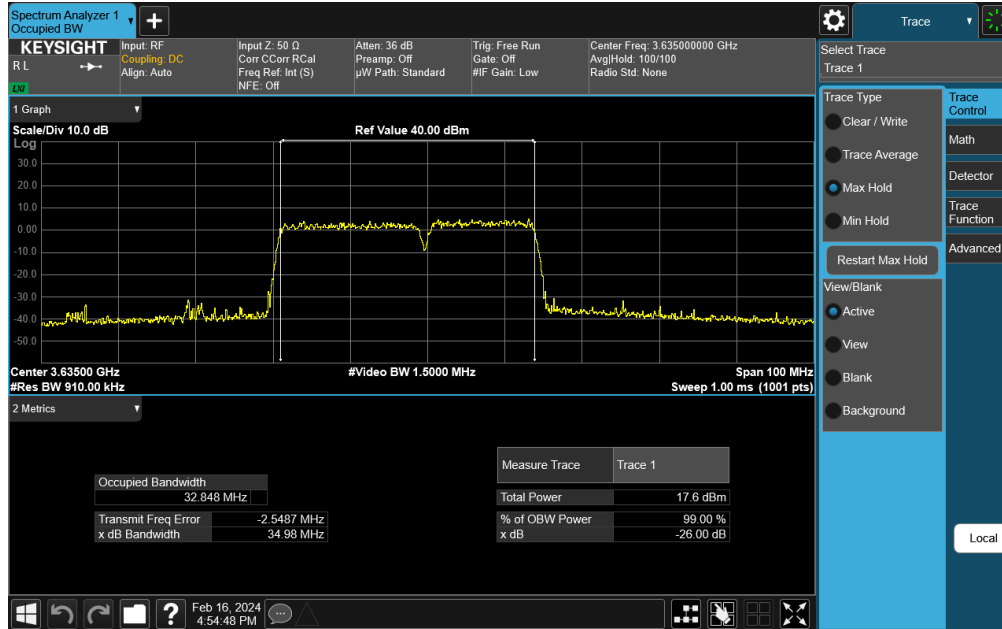 Spectrum Analyzer 1
Occupied BW
Trace
KEYSIGHT
R L
LXI
Input: RF
Coupling: DC
Align: Auto
Input Z: 50 Ω
Corr CCorr RCal
Freq Ref: Int (S)
NFE: Off
Atten: 36 dB
Preamp: Off
µW Path: Standard
Trig: Free Run
Gate: Off
#IF Gain: Low
Center Freq: 3.635000000 GHz
Avg|Hold: 100/100
Radio Std: None
Select Trace
Trace 1
1 Graph
Scale/Div 10.0 dB
Ref Value 40.00 dBm
Log
30.0
20.0
10.0
0.00
-10.0
-20.0
-30.0
-40.0
-50.0
Center 3.63500 GHz
#Video BW 1.5000 MHz
Span 100 MHz
#Res BW 910.00 kHz
Sweep 1.00 ms (1001 pts)
Trace Type
Clear / Write
Trace Average
Max Hold
Min Hold
Restart Max Hold
View/Blank
Active
View
Blank
Background
Trace
Control
Math
Detector
Trace
Function
Advanced
Local
2 Metrics
Measure Trace
Trace 1
Occupied Bandwidth
32.848 MHz
Total Power
17.6 dBm
Transmit Freq Error
-2.5487 MHz
% of OBW Power
99.00 %
x dB Bandwidth
34.98 MHz
x dB
-26.00 dB
?
Feb 16, 2024
4:54:48 PM